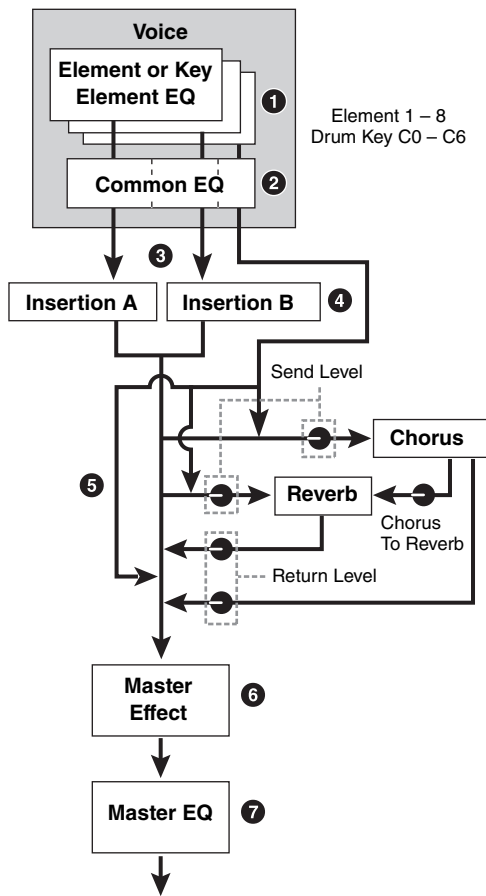 Voice
Element or Key
Element EQ
1
Element 1 – 8
Drum Key C0 – C6
Common EQ
2
3
Insertion A
Insertion B
4
Send Level
Chorus
5
Reverb
Chorus
To Reverb
Return Level
Master
Effect
6
Master EQ
7